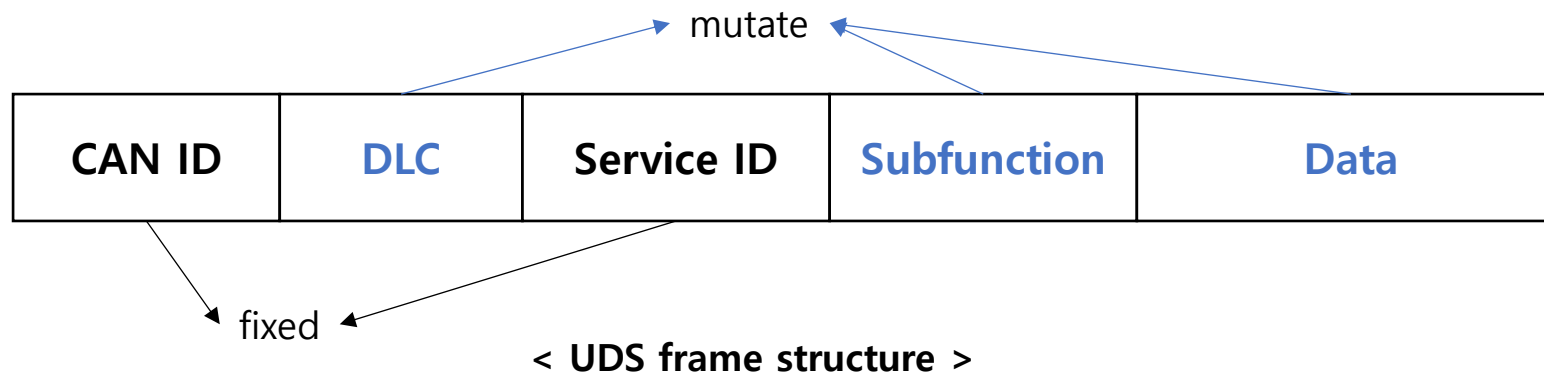 mutate
CAN ID DLC Service ID Subfunction Data
fixed
< UDS frame structure >